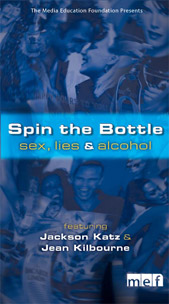 The Media Education Foundation Presents
Spin the Bottle
sex, lies & alcohol
featuring
Jackson Katz &
Jean Kilbourne
mef